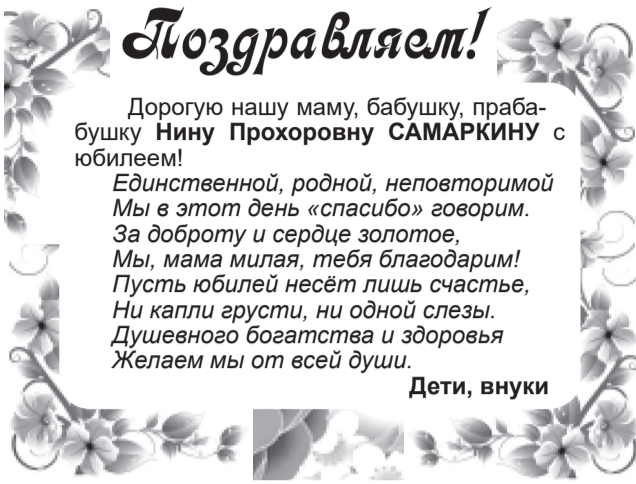 Поздравляем!
Дорогую нашу маму, бабушку, праба-
бушку Нину Прохоровну САМАРКИНУ с
юбилеем!
Единственной, родной, неповторимой
Мы в этот день «спасибо» говорим.
За доброту и сердце золотое,
Мы, мама милая, тебя благодарим!
Пусть юбилей несёт лишь счастье,
Ни капли грусти, ни одной слезы.
Душевного богатства и здоровья
Желаем мы от всей души.
Дети, внуки